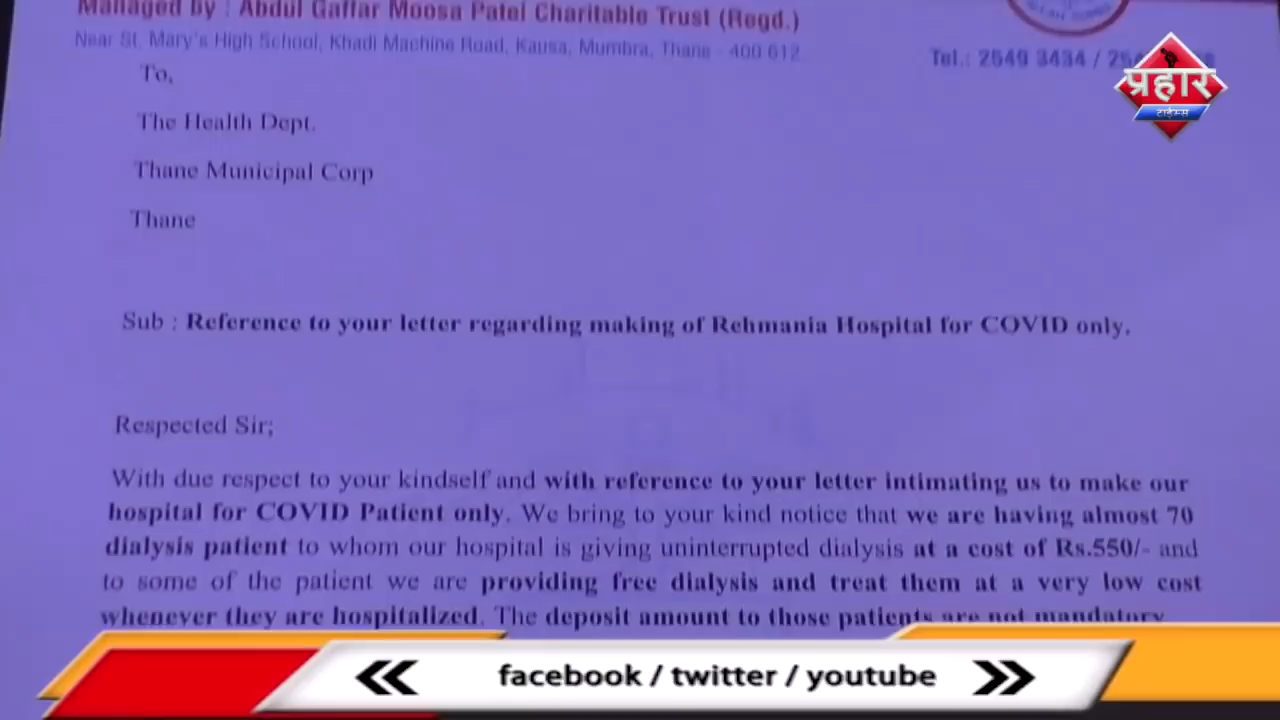 Managed by : Abdul Gaffar Moosa Patel Charitable Trust (Regd.)
Near St. Mary's High School, Khadi Machine Road, Kausa, Mumbra, Thane - 400 612
Tel.: 2549 3434 /
प्रहार
टाईम्स
To,
The Health Dept.
Thane Municipal Corp
Thane
Sub : Reference to your letter regarding making of Rehmania Hospital for COVID only.
Respected Sir;
With due respect to your kindself and with reference to your letter intimating us to make our
hospital for COVID Patient only. We bring to your kind notice that we are having almost 70
dialysis patient to whom our hospital is giving uninterrupted dialysis at a cost of Rs.550/- and
to some of the patient we are providing free dialysis and treat them at a very low cost
whenever they are hospitalized. The deposit amount to those patients are not mandatory
facebook / twitter / youtube